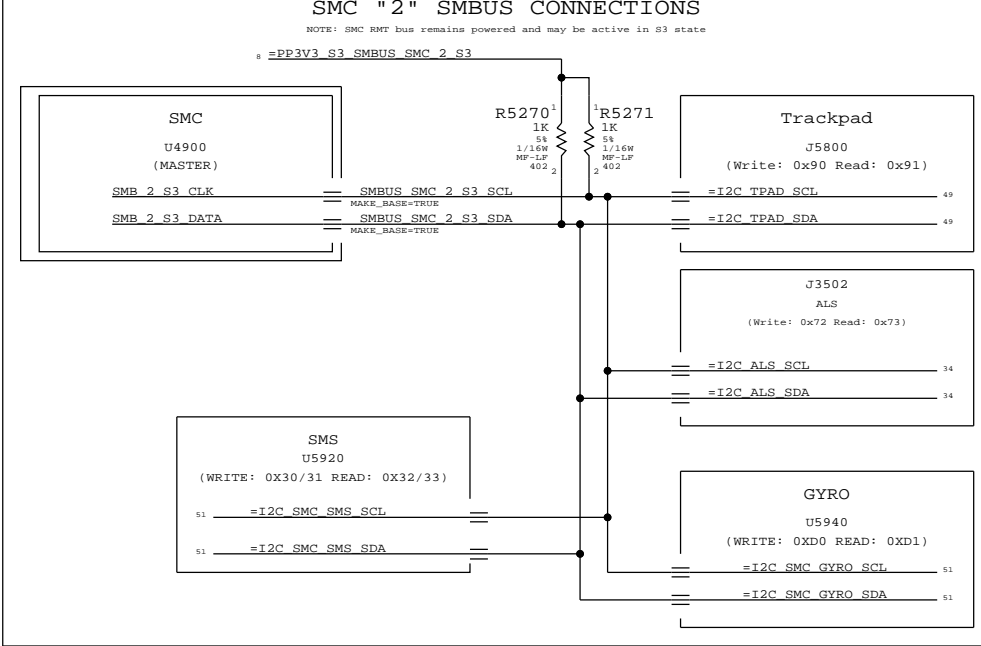 SMC "2" SMBUS CONNECTIONS
NOTE: SMC RMT bus remains powered and may be active in S3 state
8 =PP3V3_S3_SMBUS_SMC_2_S3
SMC
U4900
(MASTER)
SMB_2_S3_CLK
SMB_2_S3_DATA
SMBUS_SMC_2_S3_SCL
MAKE_BASE=TRUE
SMBUS_SMC_2_S3_SDA
MAKE_BASE=TRUE
R5270
1K
5%
1/16W
MF-LF
402
1
2
R5271
1K
5%
1/16W
MF-LF
402
1
2
Trackpad
J5800
(Write: 0x90 Read: 0x91)
=I2C_TPAD_SCL 49
=I2C_TPAD_SDA 49
J3502
ALS
(Write: 0x72 Read: 0x73)
=I2C_ALS_SCL 34
=I2C_ALS_SDA 34
SMS
U5920
(WRITE: 0X30/31 READ: 0X32/33)
51 =I2C_SMC_SMS_SCL
51 =I2C_SMC_SMS_SDA
GYRO
U5940
(WRITE: 0XD0 READ: 0XD1)
=I2C_SMC_GYRO_SCL 51
=I2C_SMC_GYRO_SDA 51